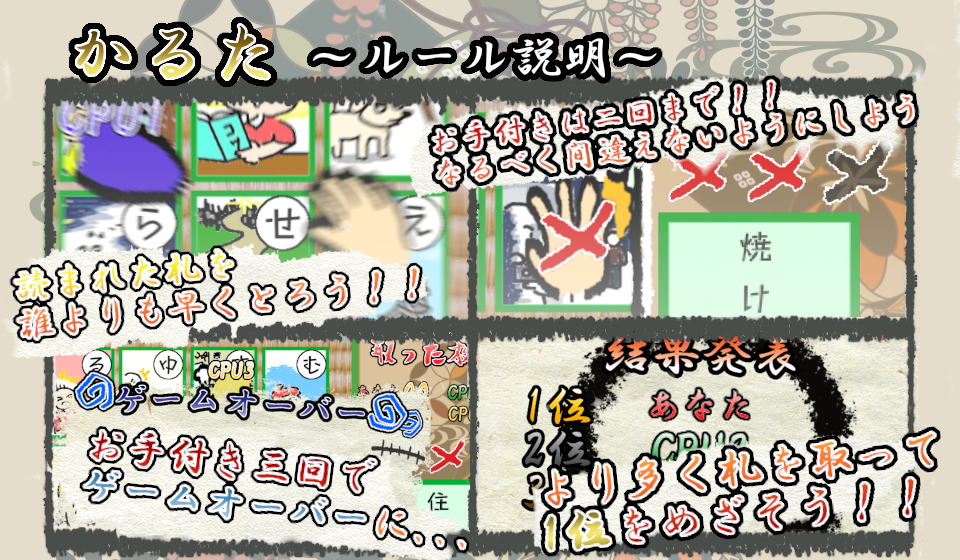 かるた ～ルール説明～
CPU1
ら
せ
え
読まれた札を
誰よりも早くとろう！！
お手付きは二回まで！！
なるべく間違えないようにしよう
焼
け
る
ゆ
む
CPU3
取った
ゲームオーバー
お手付き三回で
ゲームオーバーに...
住
結果発表
1位
あなた
2位
より多く札を取って
1位をめざそう！！